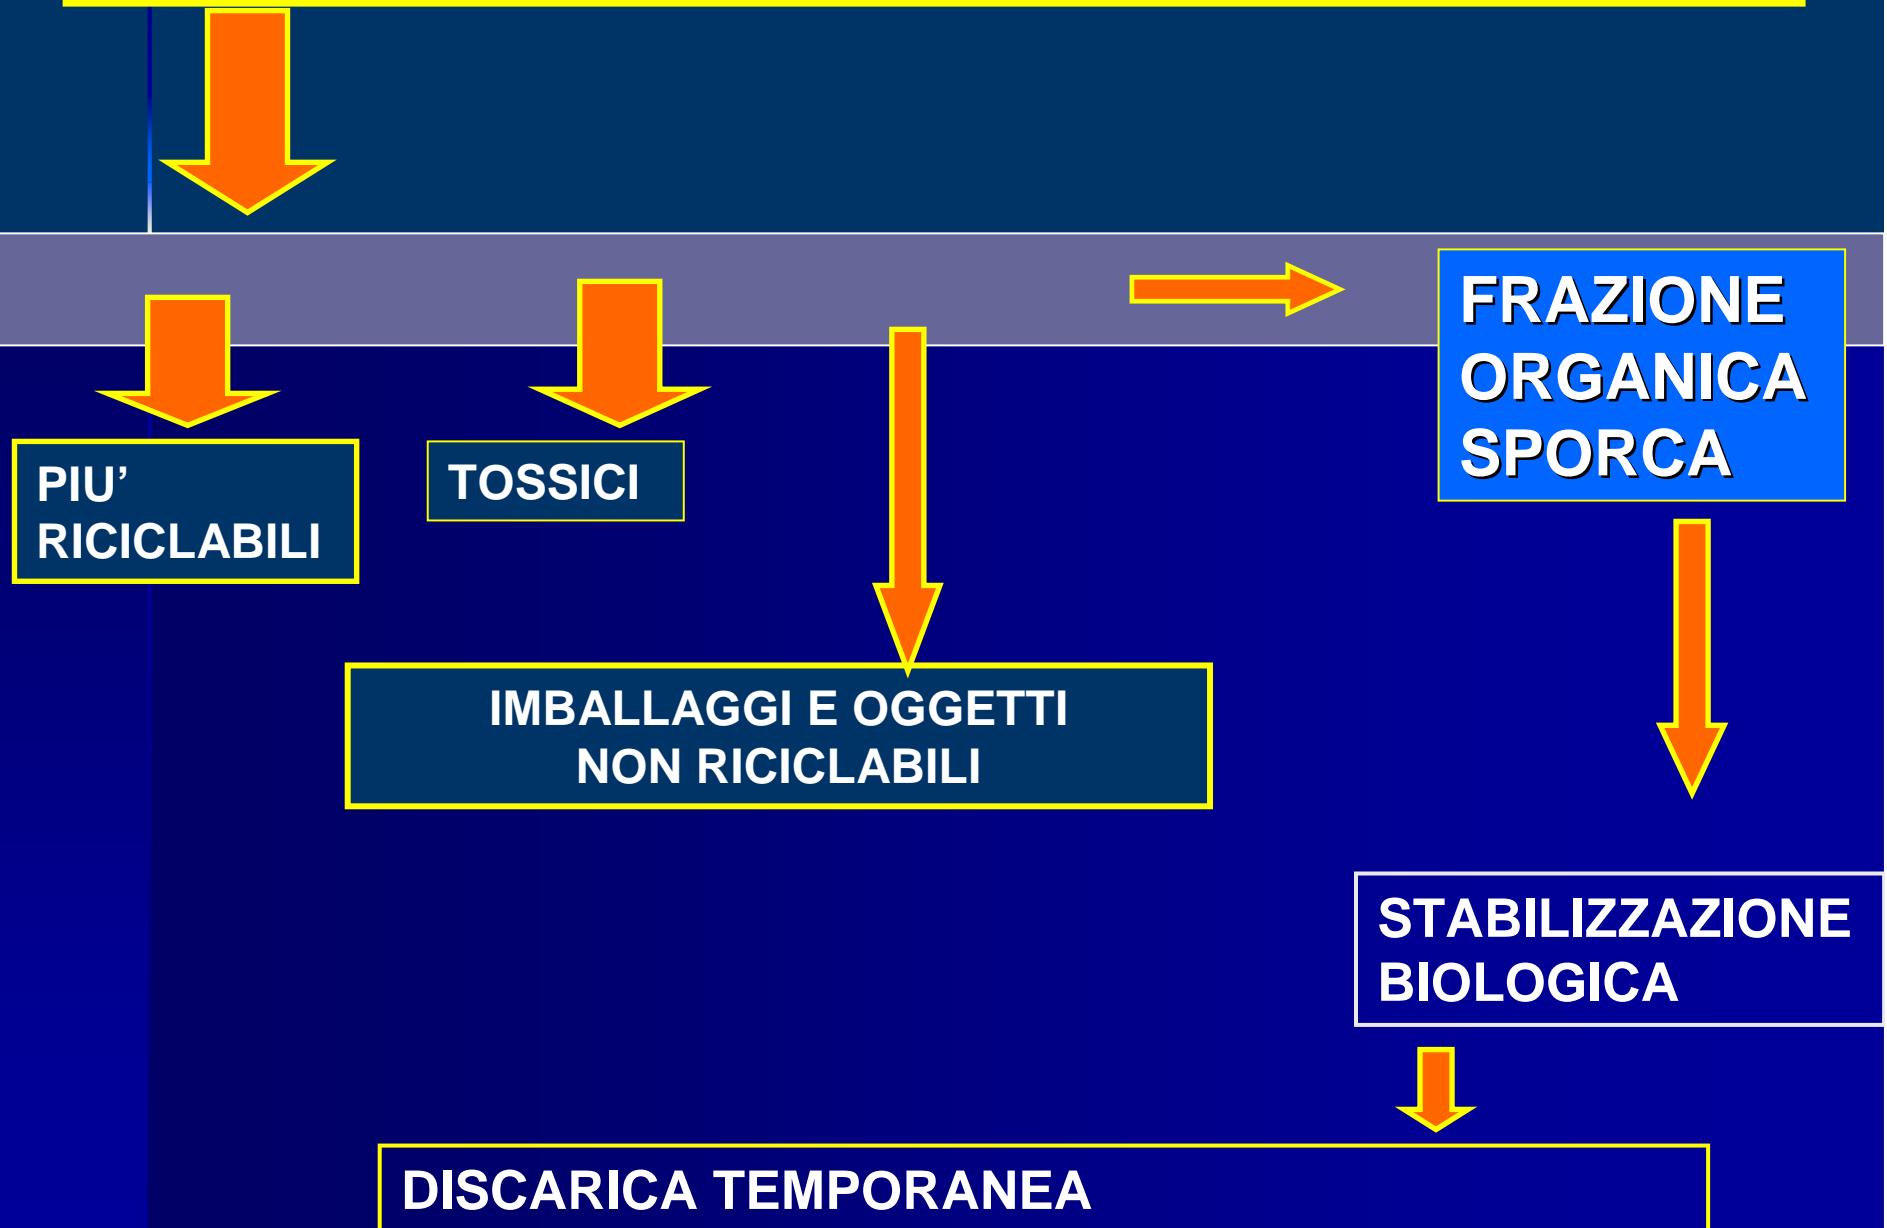 FRAZIONE
ORGANICA
SPORCA
PIU’
RICICLABILI
TOSSICI
IMBALLAGGI E OGGETTI
NON RICICLABILI
STABILIZZAZIONE
BIOLOGICA
DISCARICA TEMPORANEA